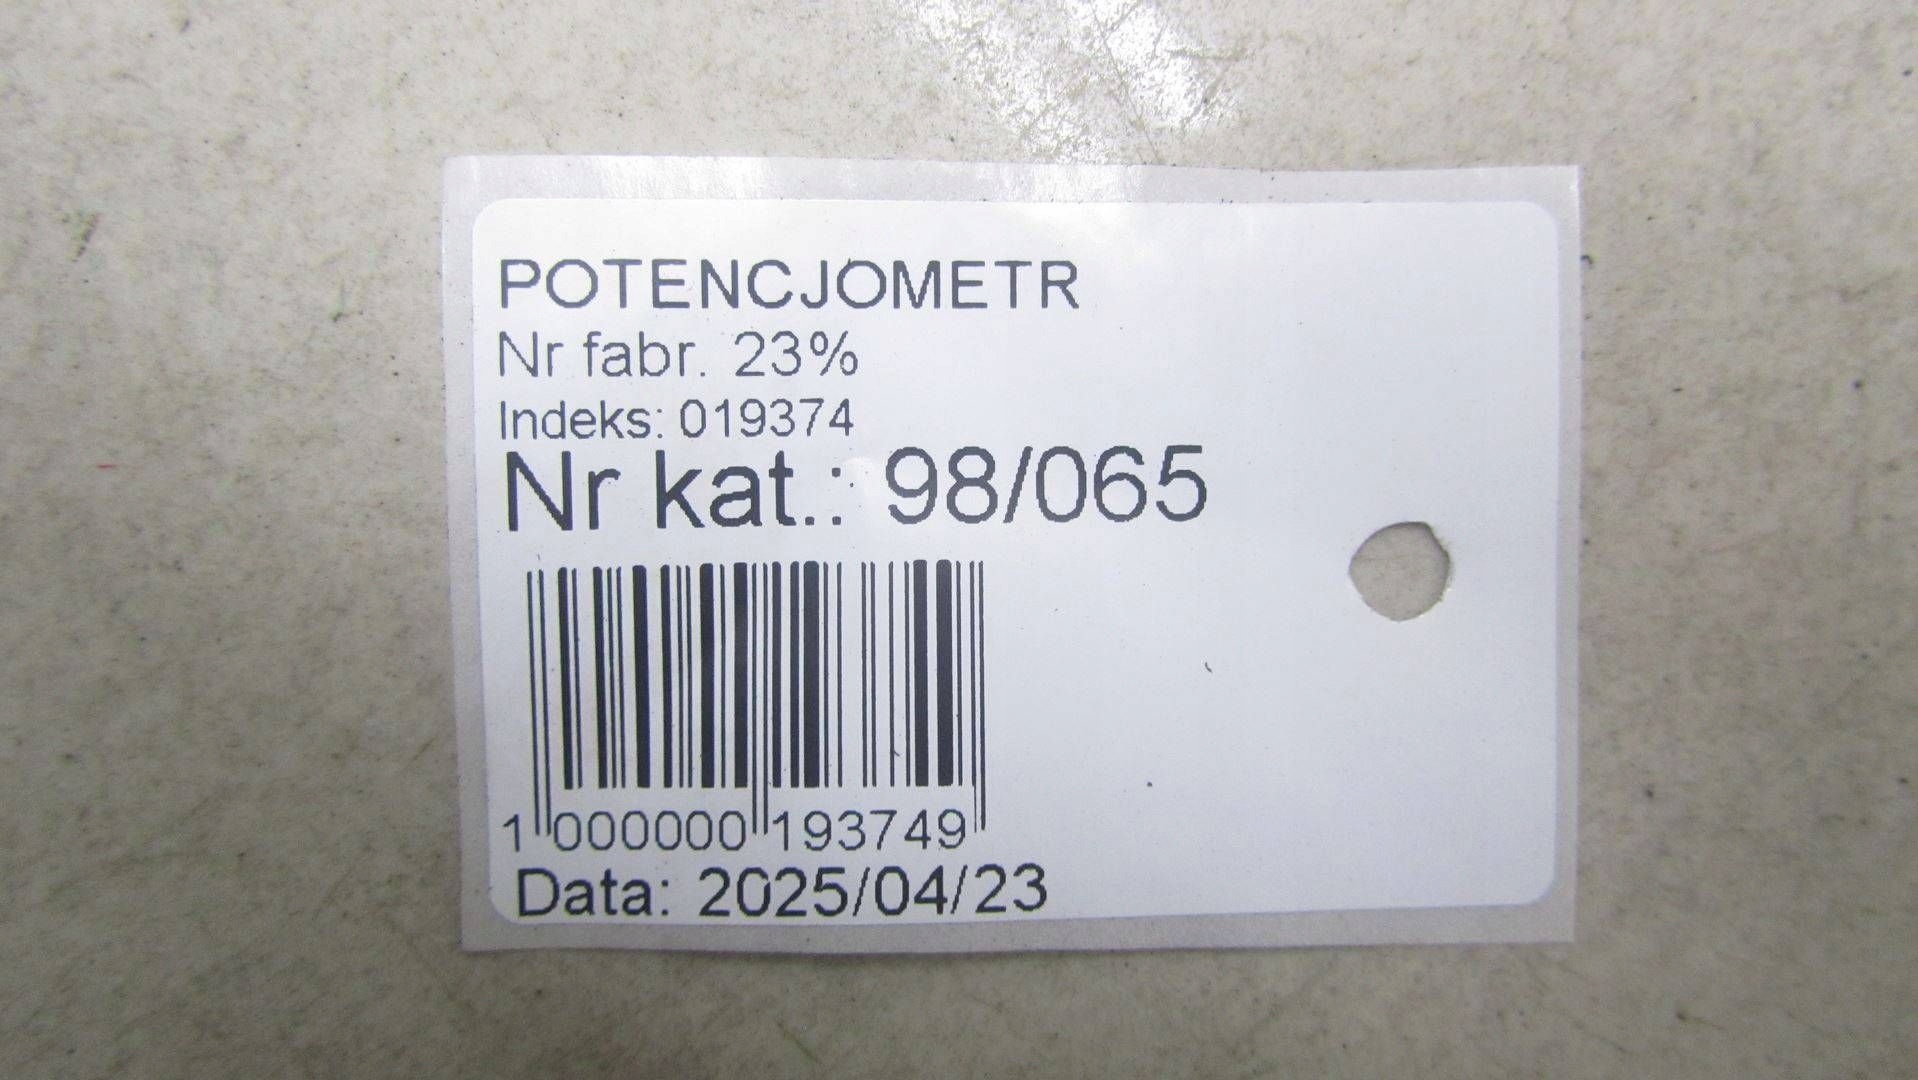 POTENCJOMETR
Nr fabr. 23%
Indeks: 019374
Nr kat.: 98/065
1 000000 193749
Data: 2025/04/23